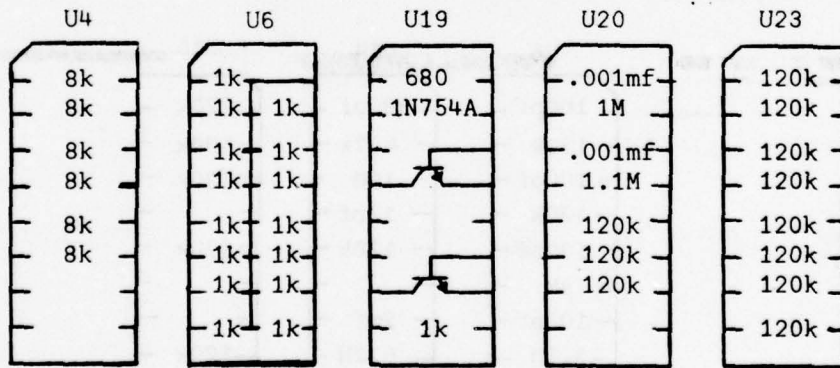 U4 U6 U19 U20 U23
8k 1k 680 .001mf 120k
8k 1k 1k 1N754A 1M 120k
8k 1k 1k .001mf 120k
8k 1k 1k .1M 120k
8k 1k 1k 120k 120k
8k 1k 1k 120k 120k
1k 1k 120k 120k
1k 1k 1k 120k